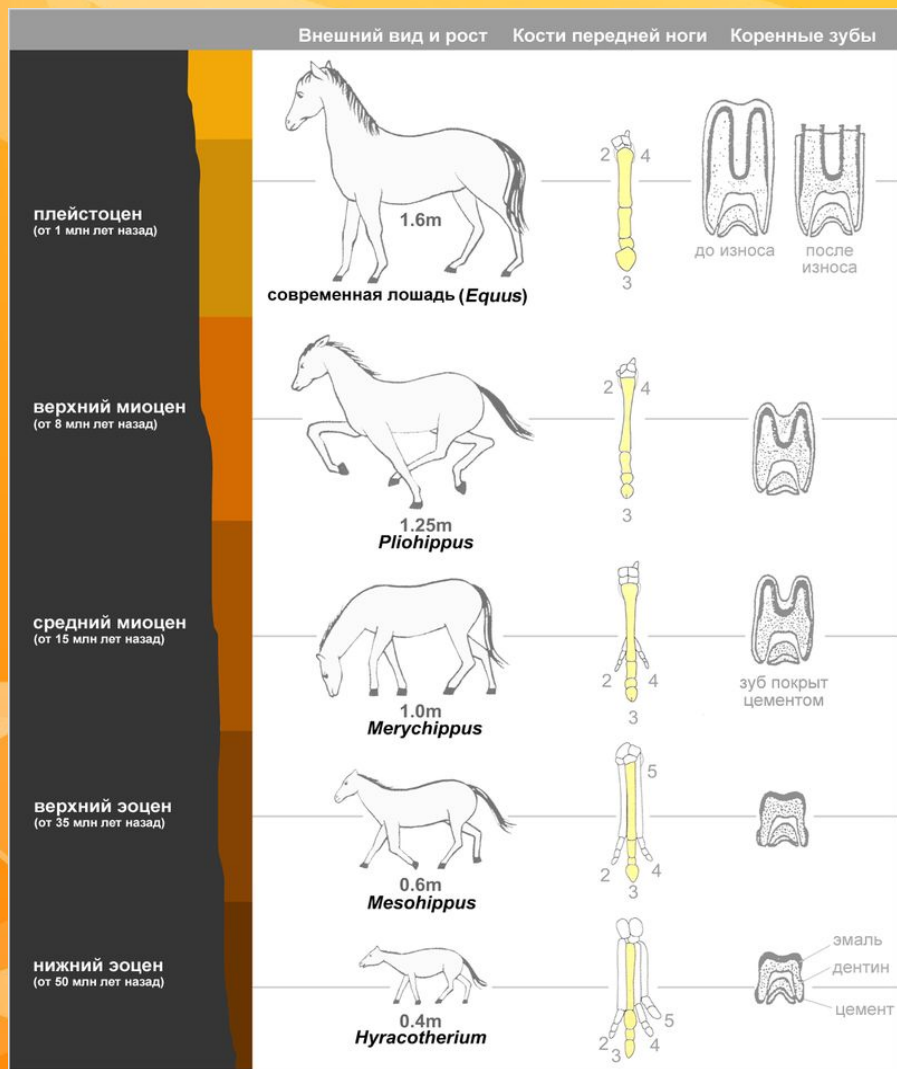 Внешний вид и рост Кости передней ноги Коренные зубы
плейстоцен
(от 1 млн лет назад)
1.6m
современная лошадь (Equus)
2 4
3
до износа
после
износа
верхний миоцен
(от 8 млн лет назад)
1.25m
Pliohippus
2 4
3
средний миоцен
(от 15 млн лет назад)
1.0m
Merychippus
2 4
3
зуб покрыт
цементом
верхний эоцен
(от 35 млн лет назад)
0.6m
Mesohippus
5
2 4
3
нижний эоцен
(от 50 млн лет назад)
0.4m
Hyracotherium
5
2 4
3
эмаль
дентин
цемент